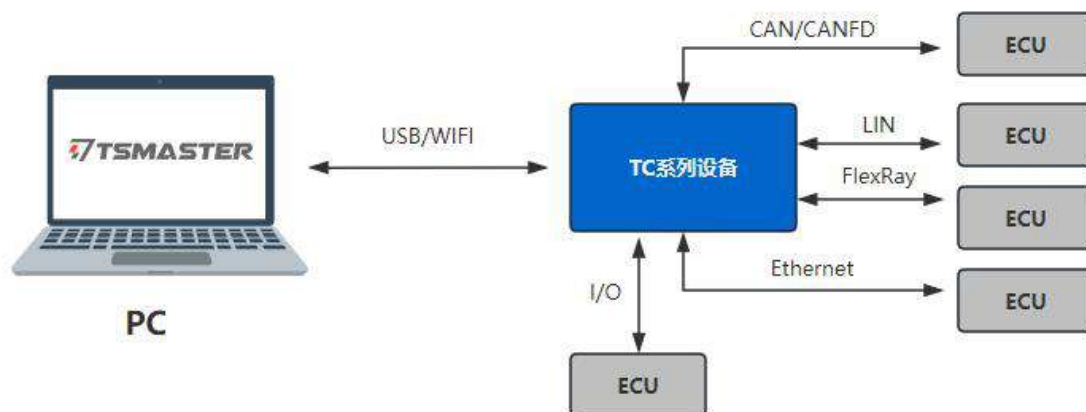 TSMASTER
PC
USB/WIFI
TC系列设备
CAN/CANFD
ECU
LIN
ECU
FlexRay
ECU
Ethernet
ECU
I/O
ECU